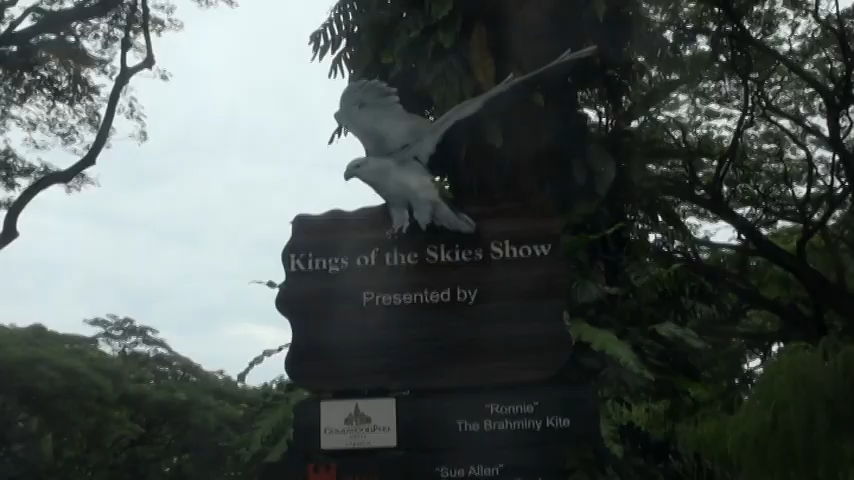 Kings of the Skies Show
Presented by
"Ronnie"
The Brahminy Kite
"Sue Allen"